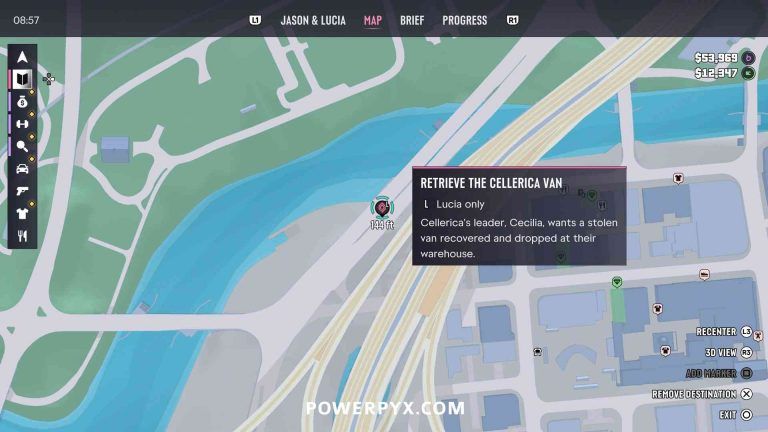 08:57
L1 JASON & LUCIA MAP BRIEF PROGRESS R1
$53,969
$12,347
RETRIEVE THE CELLERICA VAN
L Lucia only
Cellerica's leader, Cecilia, wants a stolen
van recovered and dropped at their
warehouse.
144 ft
RECENTER L3
3D VIEW R3
ADD MARKER
REMOVE DESTINATION
EXIT
POWERPYX.COM